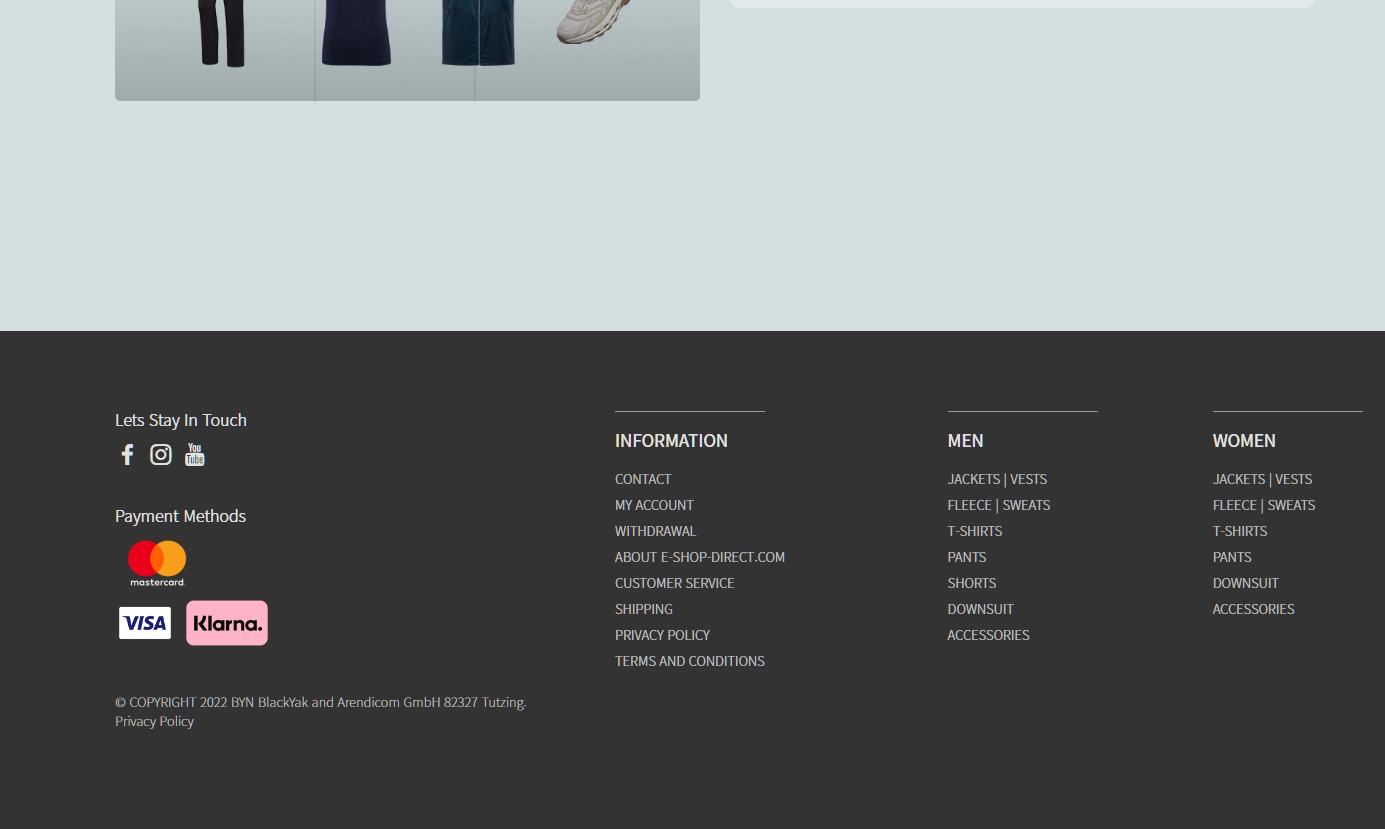 Lets Stay In Touch
You
Tube
Payment Methods
mastercard.
VISA
Klarna.
© COPYRIGHT 2022 BYN BlackYak and Arendicom GmbH 82327 Tutzing.
Privacy Policy
INFORMATION
CONTACT
MY ACCOUNT
WITHDRAWAL
ABOUT E-SHOP-DIRECT.COM
CUSTOMER SERVICE
SHIPPING
PRIVACY POLICY
TERMS AND CONDITIONS
MEN
JACKETS | VESTS
FLEECE | SWEATS
T-SHIRTS
PANTS
SHORTS
DOWNSUIT
ACCESSORIES
WOMEN
JACKETS | VESTS
FLEECE | SWEATS
T-SHIRTS
PANTS
DOWNSUIT
ACCESSORIES